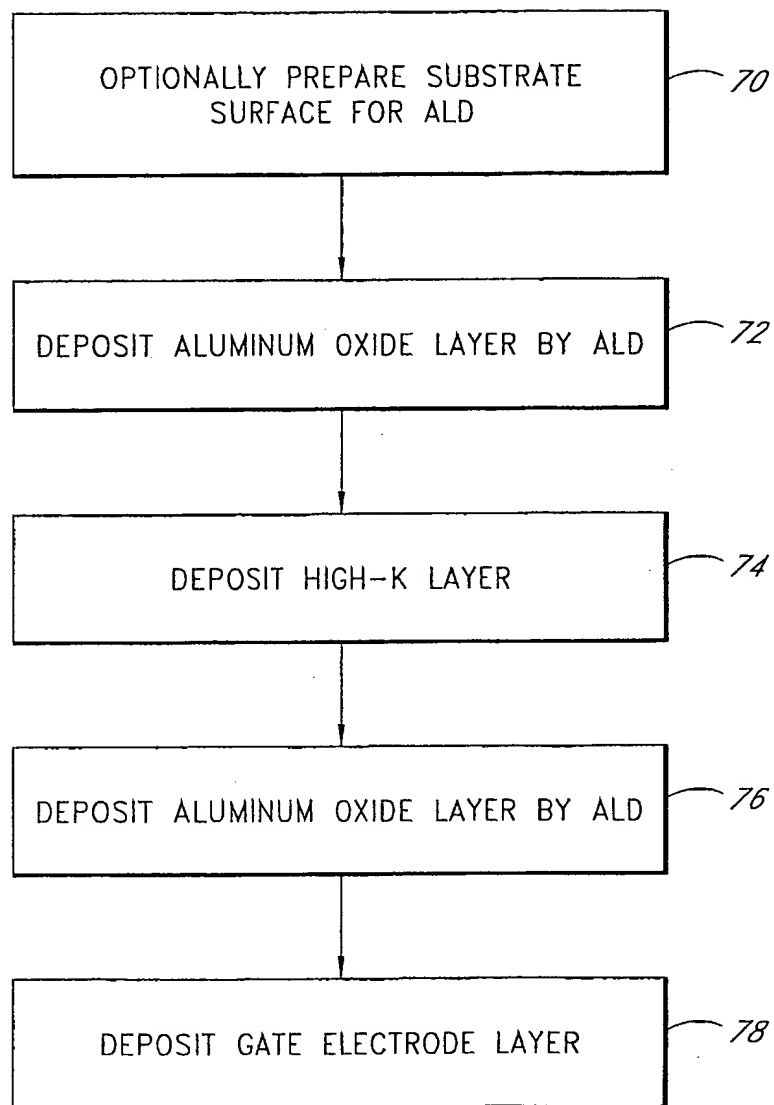 OPTIONALLY PREPARE SUBSTRATE
SURFACE FOR ALD
70
DEPOSIT ALUMINUM OXIDE LAYER BY ALD
72
DEPOSIT HIGH-K LAYER
74
DEPOSIT ALUMINUM OXIDE LAYER BY ALD
76
DEPOSIT GATE ELECTRODE LAYER
78